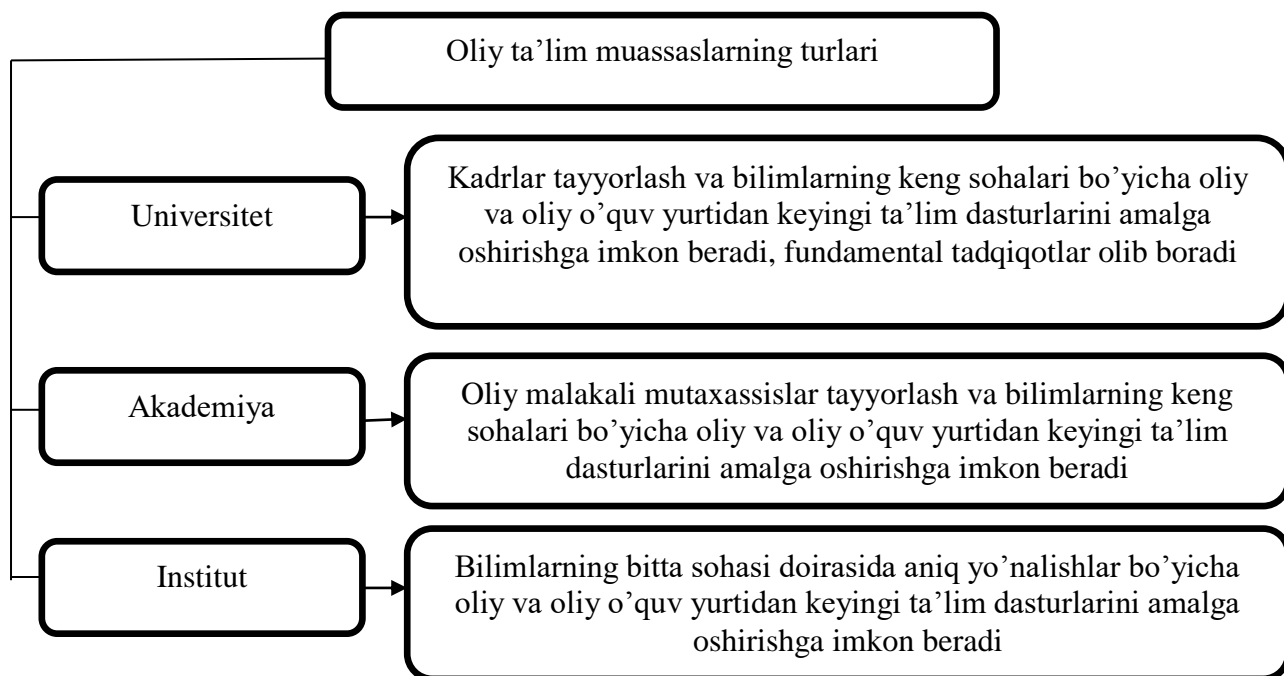 Oliy ta’lim muassaslarning turlari
Universitet
Kadrlar tayyorlash va bilimlarning keng sohalari bo’yicha oliy
va oliy o’quv yurtidan keyingi ta’lim dasturlarini amalga
oshirishga imkon beradi, fundamental tadqiqotlar olib boradi
Akademiya
Oliy malakali mutaxassislar tayyorlash va bilimlarning keng
sohalari bo’yicha oliy va oliy o’quv yurtidan keyingi ta’lim
dasturlarini amalga oshirishga imkon beradi
Institut
Bilimlarning bitta sohasi doirasida aniq yo’nalishlar bo’yicha
oliy va oliy o’quv yurtidan keyingi ta’lim dasturlarini amalga
oshirishga imkon beradi